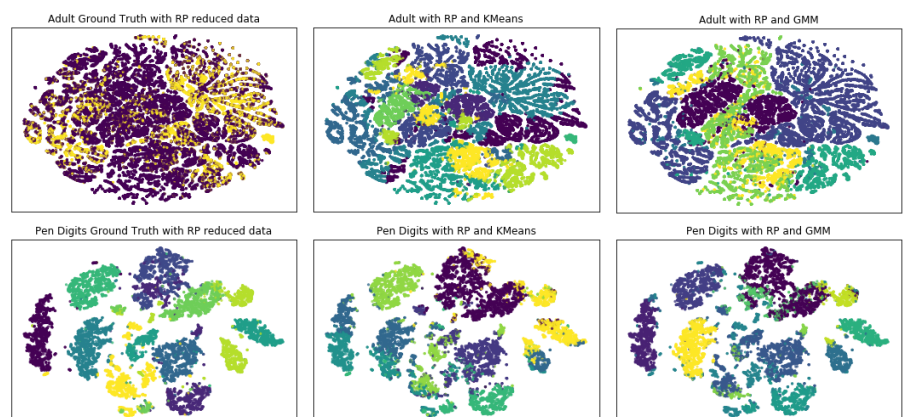 Adult Ground Truth with RP reduced data
Adult with RP and KMeans
Adult with RP and GMM
Pen Digits Ground Truth with RP reduced data
Pen Digits with RP and KMeans
Pen Digits with RP and GMM